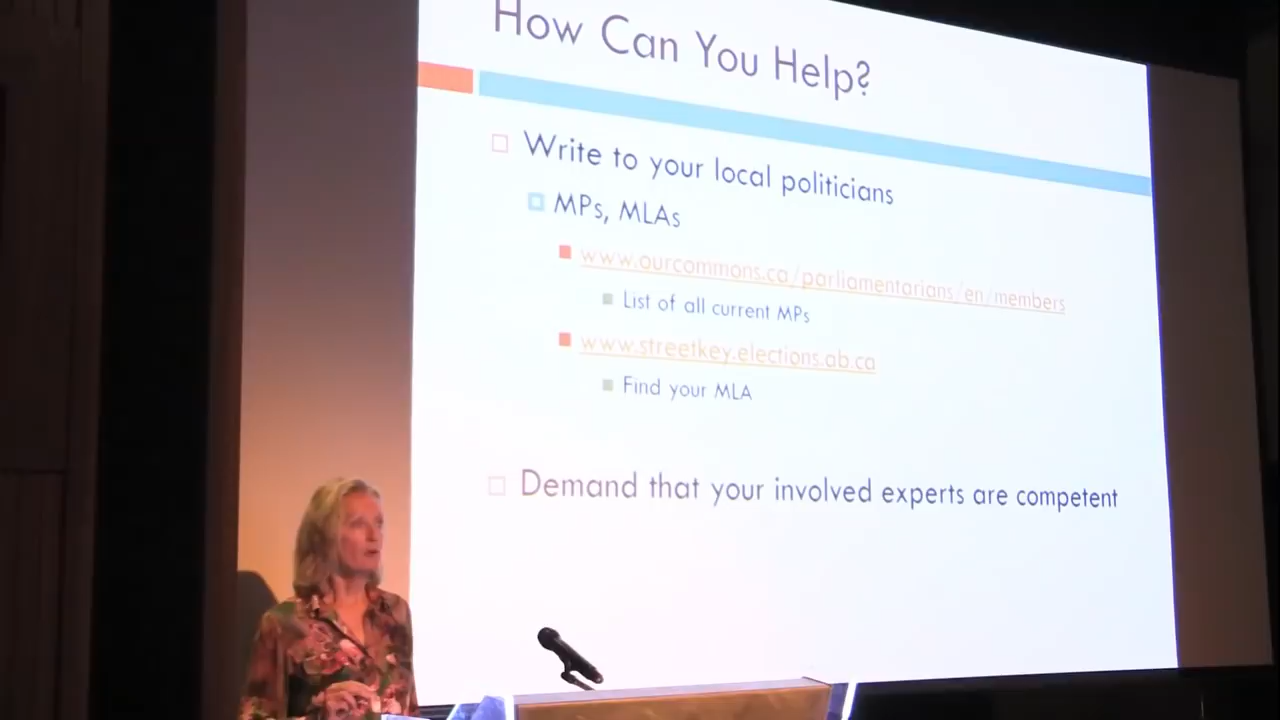 How Can You Help?
Write to your local politicians
MPs, MLAs
www.ourcommons.ca/parliamentarians/en/members
List of all current MPs
www.streetkey.elections.ab.ca
Find your MLA
Demand that your involved experts are competent